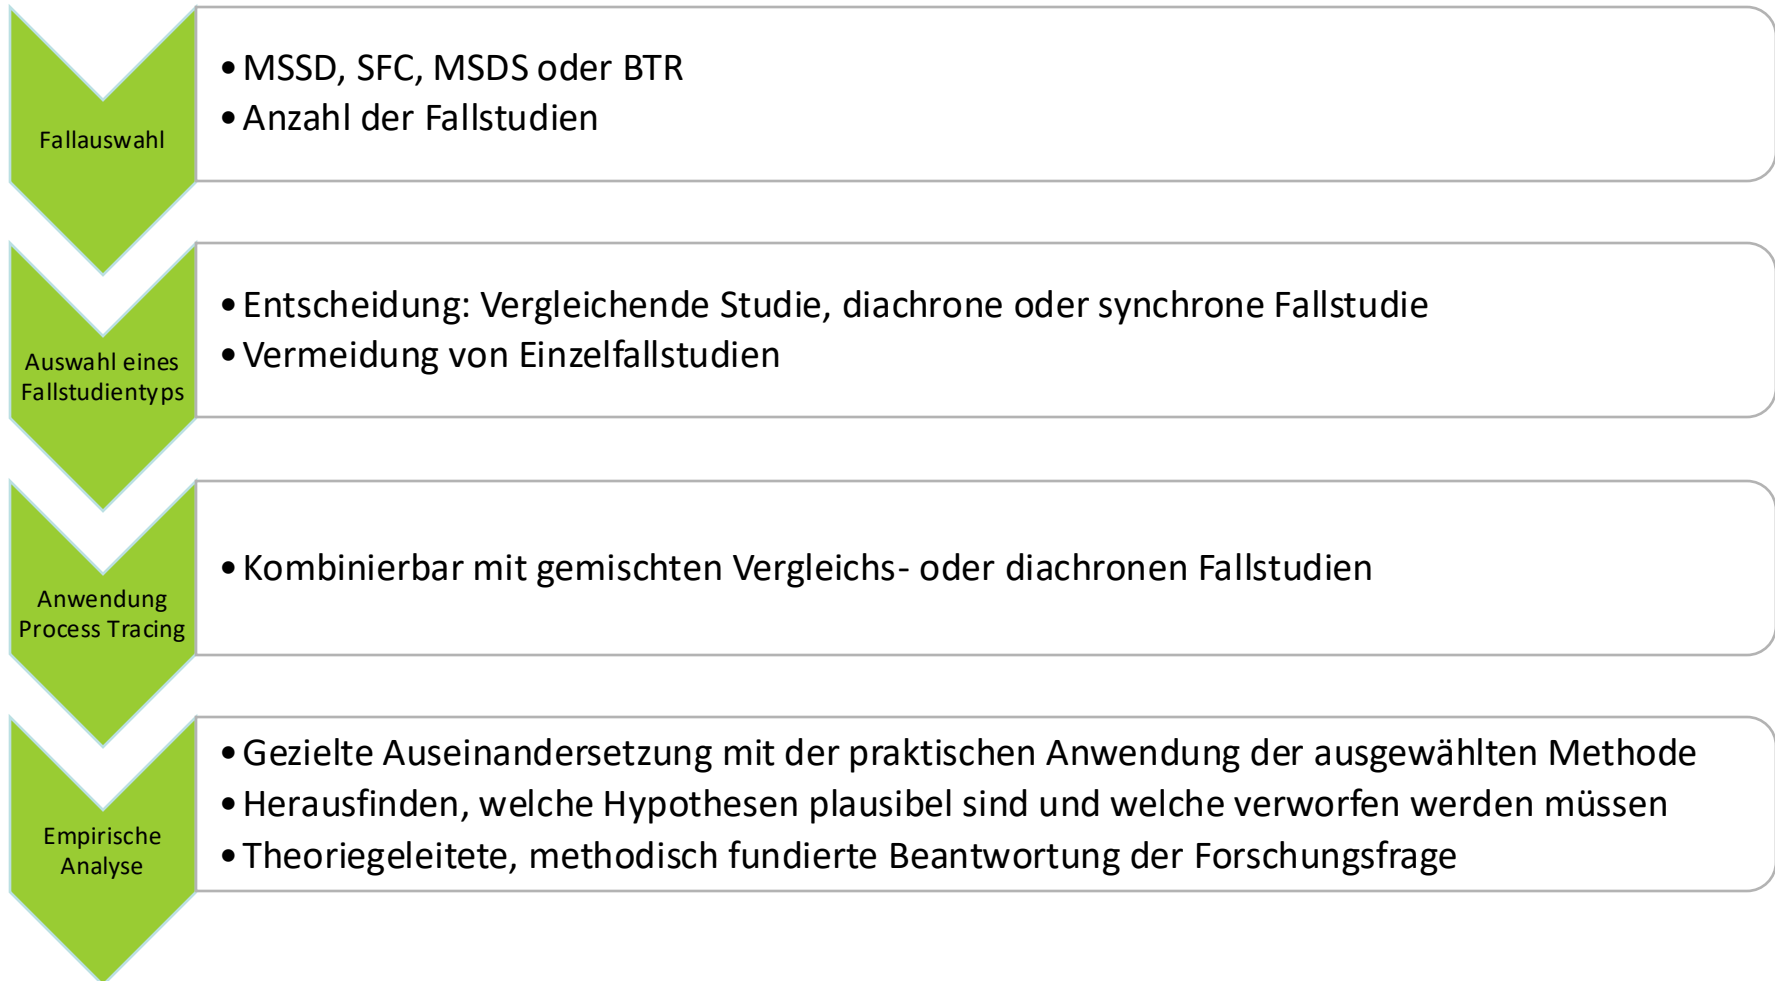 Fallauswahl
• MSSD, SFC, MSDS oder BTR
• Anzahl der Fallstudien
Auswahl eines
Fallstudientyps
• Entscheidung: Vergleichende Studie, diachrone oder synchrone Fallstudie
• Vermeidung von Einzelfallstudien
Anwendung
Process Tracing
• Kombinierbar mit gemischten Vergleichs- oder diachronen Fallstudien
Empirische
Analyse
• Gezielte Auseinandersetzung mit der praktischen Anwendung der ausgewählten Methode
• Herausfinden, welche Hypothesen plausibel sind und welche verworfen werden müssen
• Theoriegeleitete, methodisch fundierte Beantwortung der Forschungsfrage